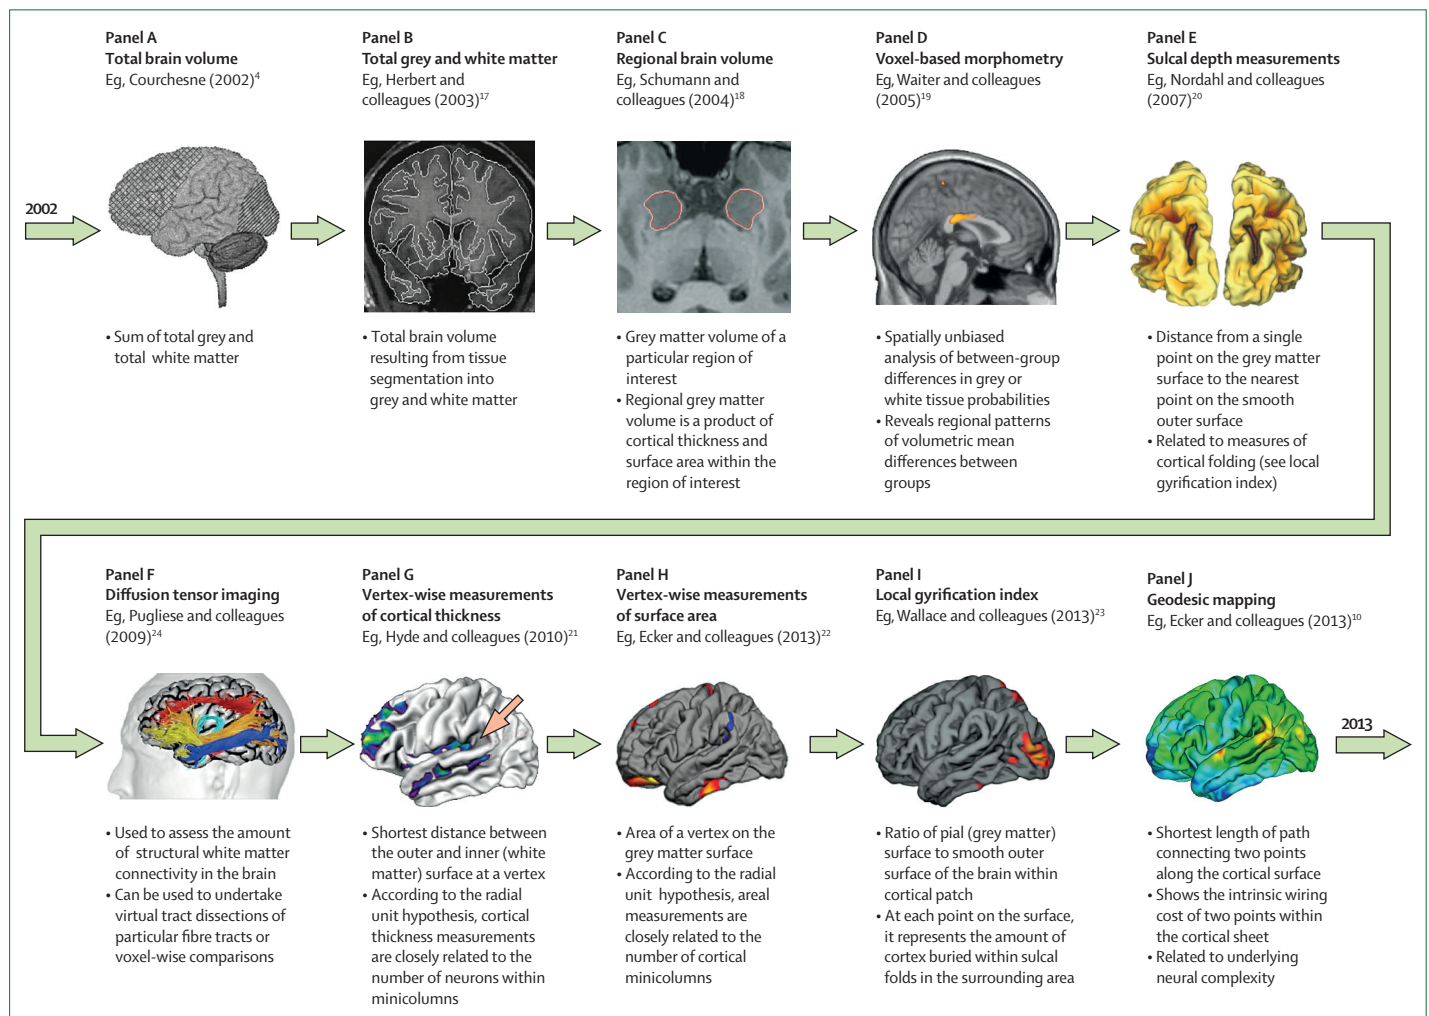 Panel A
Total brain volume
Eg, Courchesne (2002)4
Panel B
Total grey and white matter
Eg, Herbert and
colleagues (2003)17
Panel C
Regional brain volume
Eg, Schumann and
colleagues (2004)18
Panel D
Voxel-based morphometry
Eg, Waiter and colleagues
(2005)19
Panel E
Sulcal depth measurements
Eg, Nordahl and colleagues
(2007)20
2002
• Sum of total grey and
total white matter
• Total brain volume
resulting from tissue
segmentation into
grey and white matter
• Grey matter volume of a
particular region of
interest
• Regional grey matter
volume is a product of
cortical thickness and
surface area within the
region of interest
• Spatially unbiased
analysis of between-group
differences in grey or
white tissue probabilities
• Reveals regional patterns
of volumetric mean
differences between
groups
• Distance from a single
point on the grey matter
surface to the nearest
point on the smooth
outer surface
• Related to measures of
cortical folding (see local
gyrification index)
Panel F
Diffusion tensor imaging
Eg, Pugliese and colleagues
(2009)24
Panel G
Vertex-wise measurements
of cortical thickness
Eg, Hyde and colleagues (2010)21
Panel H
Vertex-wise measurements
of surface area
Eg, Ecker and colleagues (2013)22
Panel I
Local gyrification index
Eg, Wallace and colleagues (2013)23
Panel J
Geodesic mapping
Eg, Ecker and colleagues (2013)10
2013
• Used to assess the amount
of structural white matter
connectivity in the brain
• Can be used to undertake
virtual tract dissections of
particular fibre tracts or
voxel-wise comparisons
• Shortest distance between
the outer and inner (white
matter) surface at a vertex
• According to the radial
unit hypothesis, cortical
thickness measurements
are closely related to the
number of neurons within
minicolumns
• Area of a vertex on the
grey matter surface
• According to the radial
unit hypothesis, areal
measurements are
closely related to the
number of cortical
minicolumns
• Ratio of pial (grey matter)
surface to smooth outer
surface of the brain within
cortical patch
• At each point on the surface,
it represents the amount of
cortex buried within sulcal
folds in the surrounding area
• Shortest length of path
connecting two points
along the cortical surface
• Shows the intrinsic wiring
cost of two points within
the cortical sheet
• Related to underlying
neural complexity